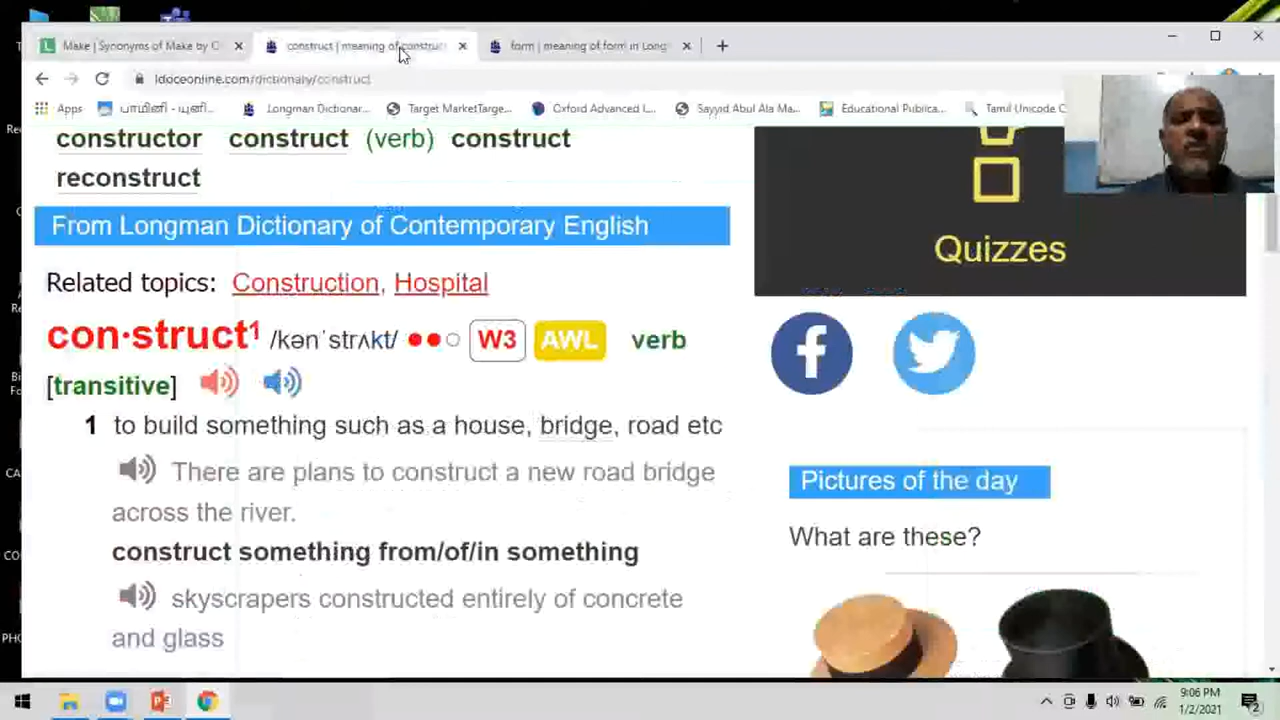 Make | Synonyms of Make by O
construct | meaning of construct
form | meaning of form in Long
ldoceonline.com/dictionary/construct
Apps
Longman Dictionar...
Target MarketTarge...
Oxford Advanced L...
Sayyid Abul Ala Ma...
Educational Publica...
Tamil Unicode C
constructor construct (verb) construct
reconstruct
From Longman Dictionary of Contemporary English
Related topics: Construction, Hospital
con·struct¹ /kənˈstrʌkt/ ●●○ W3 AWL verb
[transitive]
1 to build something such as a house, bridge, road etc
There are plans to construct a new road bridge
across the river.
construct something from/of/in something
skyscrapers constructed entirely of concrete
and glass
Quizzes
Pictures of the day
What are these?
9:06 PM
1/2/2021
2